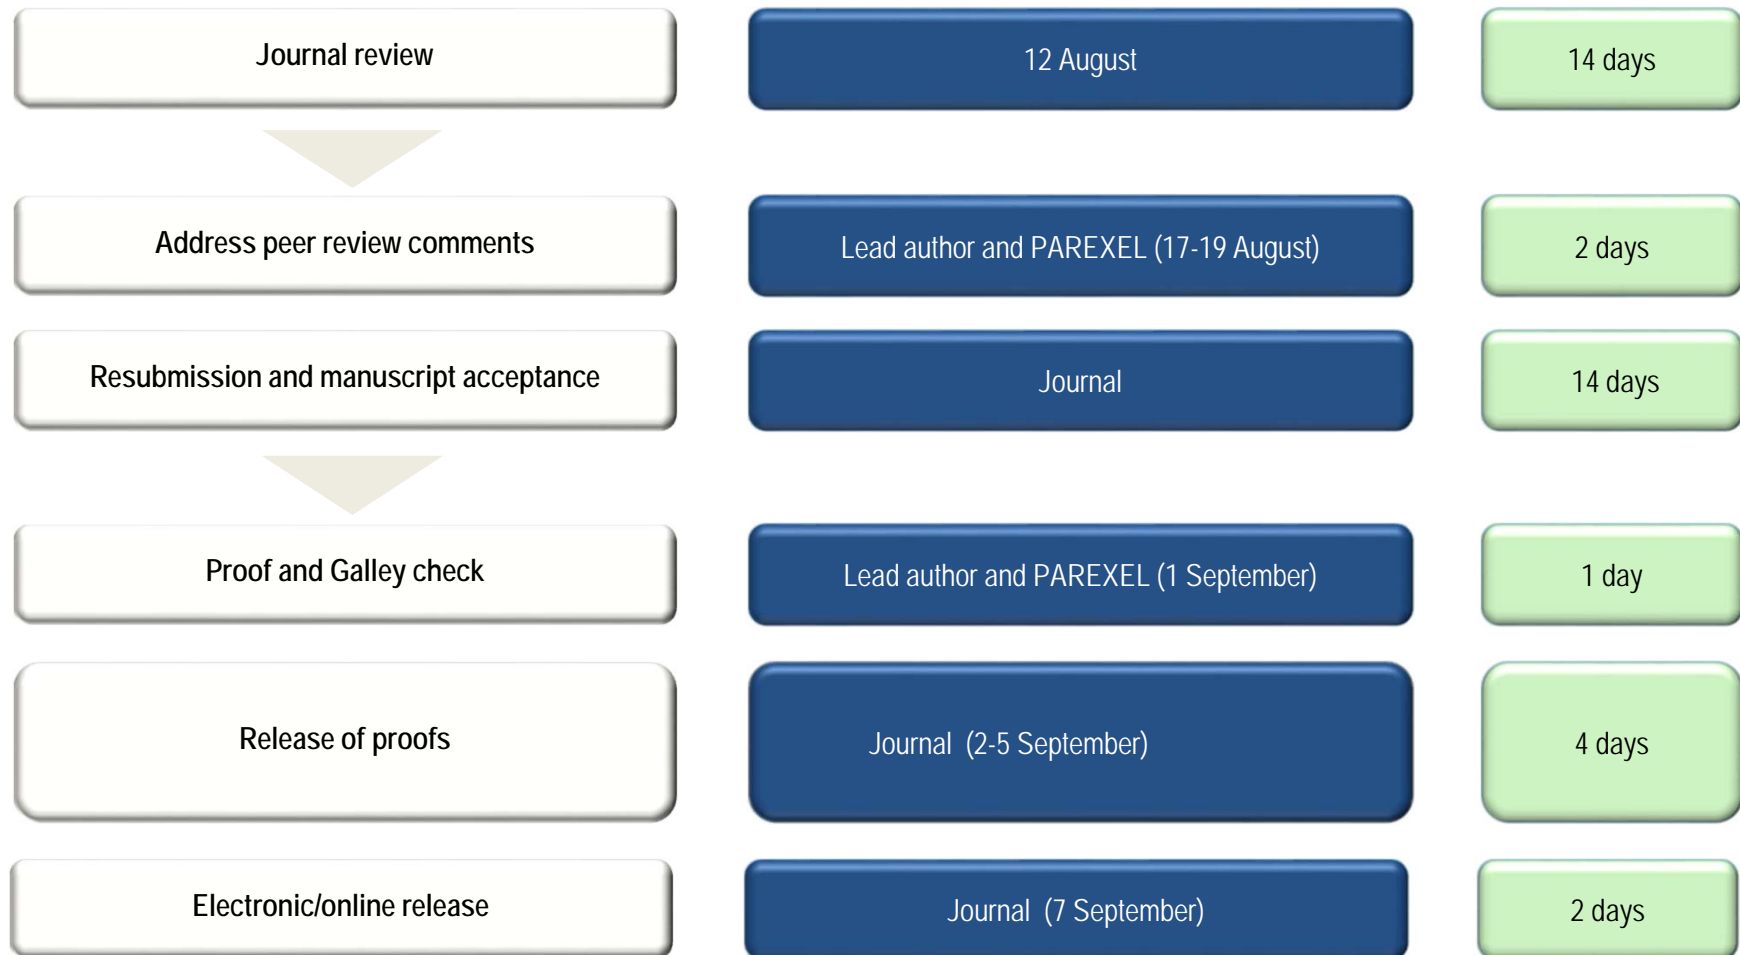 Journal review
12 August
14 days
Address peer review comments
Lead author and PAREXEL (17-19 August)
2 days
Resubmission and manuscript acceptance
Journal
14 days
Proof and Galley check
Lead author and PAREXEL (1 September)
1 day
Release of proofs
Journal (2-5 September)
4 days
Electronic/online release
Journal (7 September)
2 days